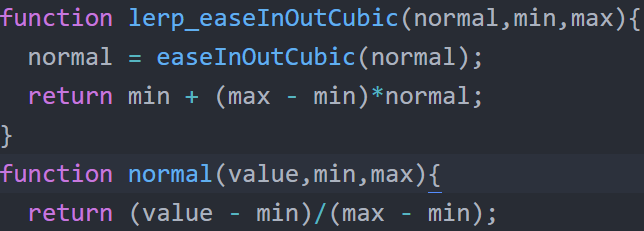 function lerp_easeInOutCubic(normal,min,max){
  normal = easeInOutCubic(normal);
  return min + (max - min)*normal;
}
function normal(value,min,max){
  return (value - min)/(max - min);